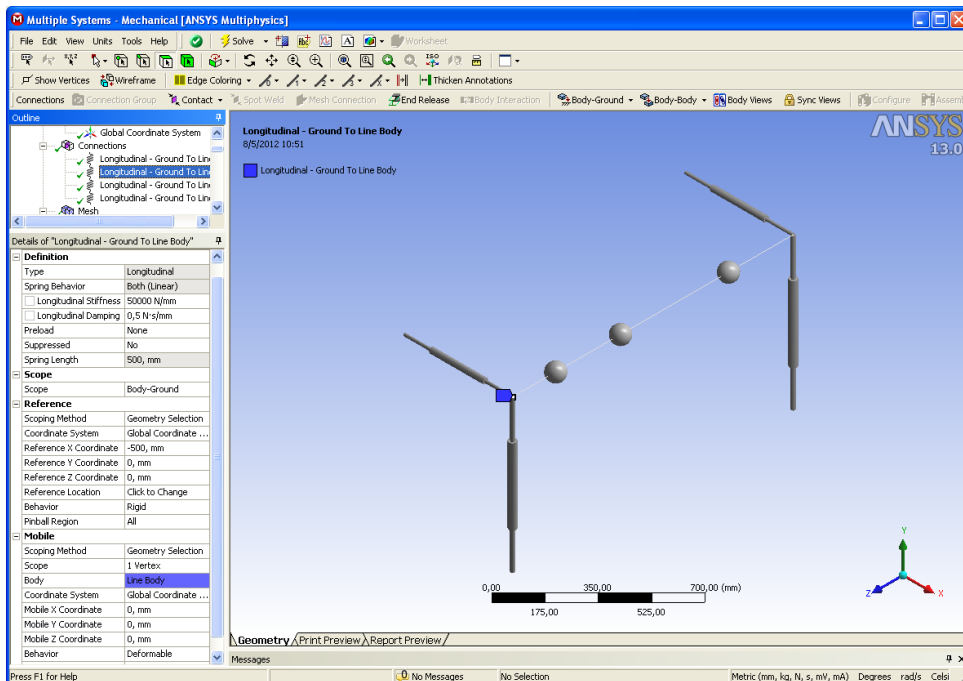 Multiple Systems - Mechanical [ANSYS Multiphysics]
File Edit View Units Tools Help Solve A Worksheet
Show Vertices Wireframe Edge Coloring Thicken Annotations
Connections Connection Group Contact Spot Weld Mesh Connection End Release Body Interaction Body-Ground Body-Body Body Views Sync Views Configure Assemb
Outline
Global Coordinate System
Connections
Longitudinal - Ground To Line
Longitudinal - Ground To Line
Longitudinal - Ground To Line
Longitudinal - Ground To Line
Mesh
Details of "Longitudinal - Ground To Line Body"
Definition
Type Longitudinal
Spring Behavior Both (Linear)
Longitudinal Stiffness 50000 N/mm
Longitudinal Damping 0,5 N·s/mm
Preload None
Suppressed No
Spring Length 500, mm
Scope
Scope Body-Ground
Reference
Scoping Method Geometry Selection
Coordinate System Global Coordinate ...
Reference X Coordinate -500, mm
Reference Y Coordinate 0, mm
Reference Z Coordinate 0, mm
Reference Location Click to Change
Behavior Rigid
Pinball Region All
Mobile
Scoping Method Geometry Selection
Scope 1 Vertex
Body Line Body
Coordinate System Global Coordinate ...
Mobile X Coordinate 0, mm
Mobile Y Coordinate 0, mm
Mobile Z Coordinate 0, mm
Behavior Deformable
Longitudinal - Ground To Line Body
8/5/2012 10:51
Longitudinal - Ground To Line Body
ANSYS
13.0
0,00 350,00 700,00 (mm)
175,00 525,00
Y
Z X
Geometry Print Preview Report Preview
Messages
Press F1 for Help No Messages No Selection Metric (mm, kg, N, s, mV, mA) Degrees rad/s Celsi